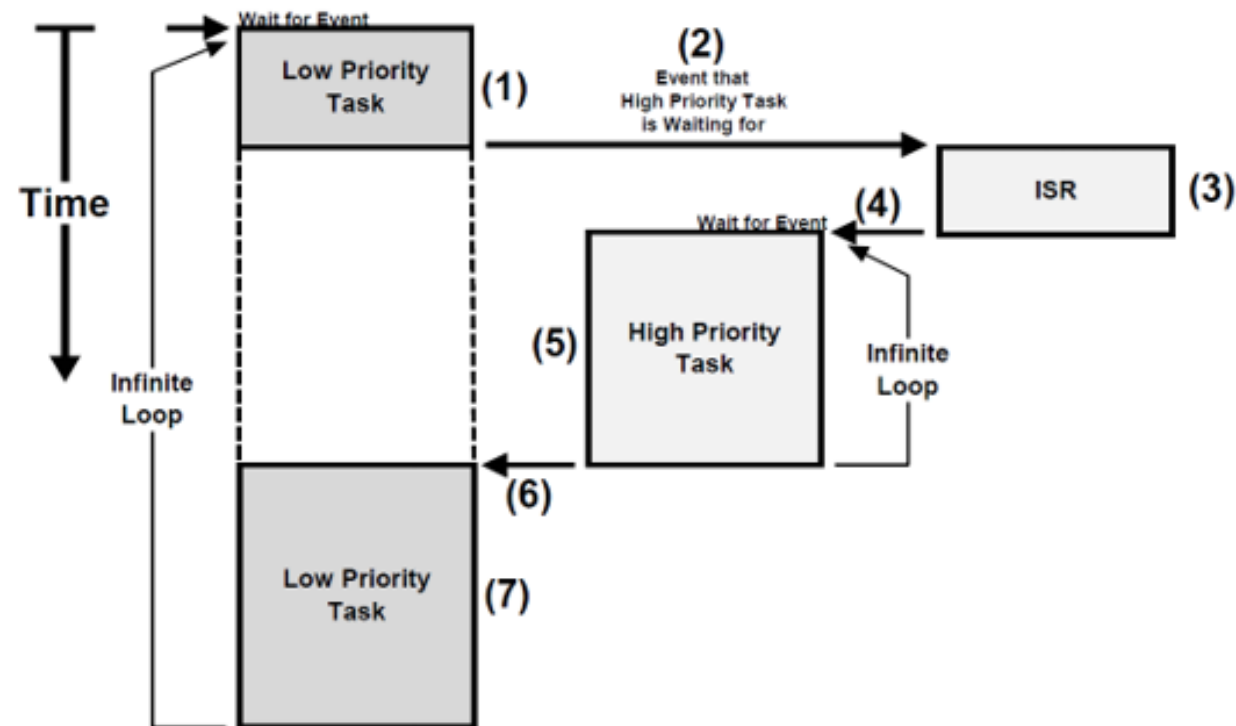 Wait for Event
Low Priority
Task
(1)
(2)
Event that
High Priority Task
is Waiting for
ISR
(3)
Time
(4)
Wait for Event
High Priority
Task
(5)
Infinite
Loop
Infinite
Loop
(6)
Low Priority
Task
(7)